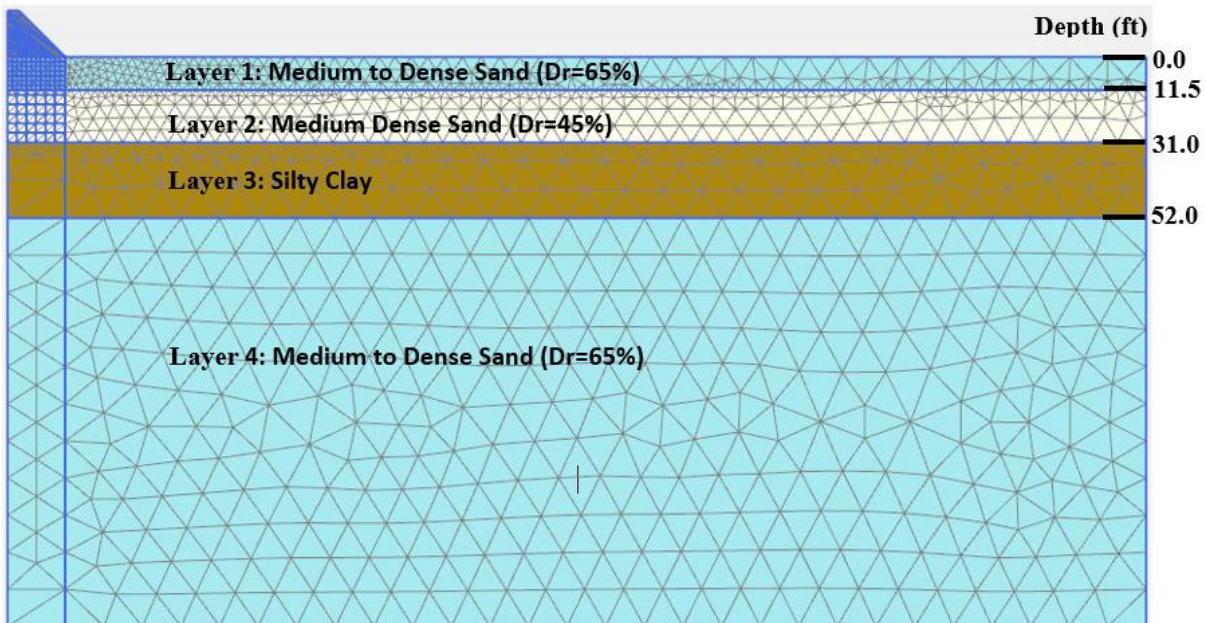 Depth (ft)
0.0
Layer 1: Medium to Dense Sand (Dr=65%)
11.5
Layer 2: Medium Dense Sand (Dr=45%)
31.0
Layer 3: Silty Clay
52.0
Layer 4: Medium to Dense Sand (Dr=65%)